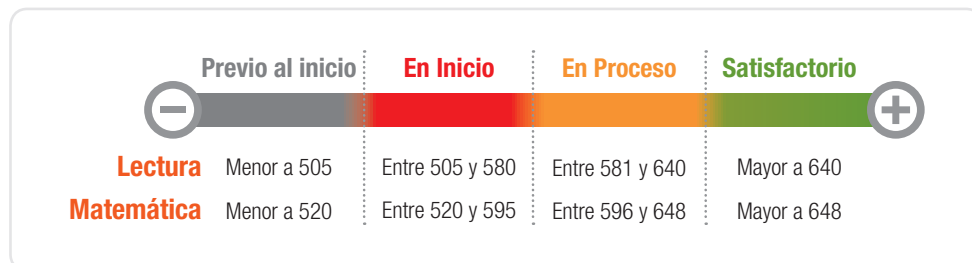 Previo al inicio En Inicio En Proceso Satisfactorio
Lectura Menor a 505 Entre 505 y 580 Entre 581 y 640 Mayor a 640
Matemática Menor a 520 Entre 520 y 595 Entre 596 y 648 Mayor a 648